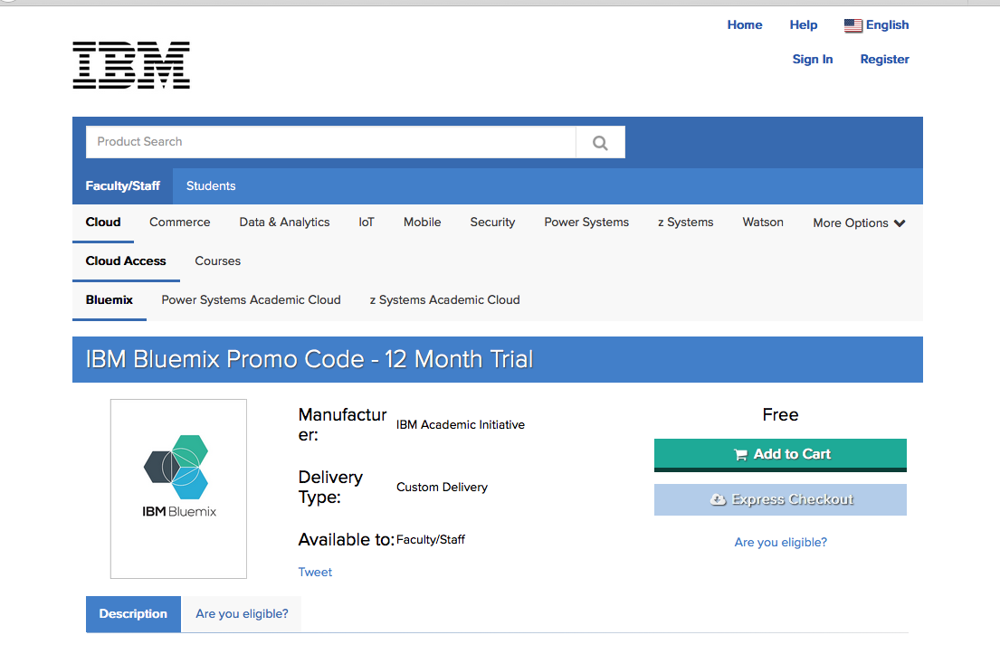 Home Help English
IBM
Sign In Register
Product Search
Faculty/Staff Students
Cloud Commerce Data & Analytics IoT Mobile Security Power Systems z Systems Watson More Options
Cloud Access Courses
Bluemix Power Systems Academic Cloud z Systems Academic Cloud
IBM Bluemix Promo Code - 12 Month Trial
IBM Bluemix
Manufactur
er:
IBM Academic Initiative
Delivery
Type:
Custom Delivery
Available to: Faculty/Staff
Tweet
Free
Add to Cart
Express Checkout
Are you eligible?
Description Are you eligible?